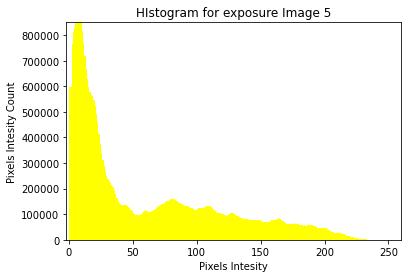 HIstogram for exposure Image 5
800000
700000
600000
500000
400000
300000
200000
100000
0
Pixels Intesity Count
0 50 100 150 200 250
Pixels Intesity